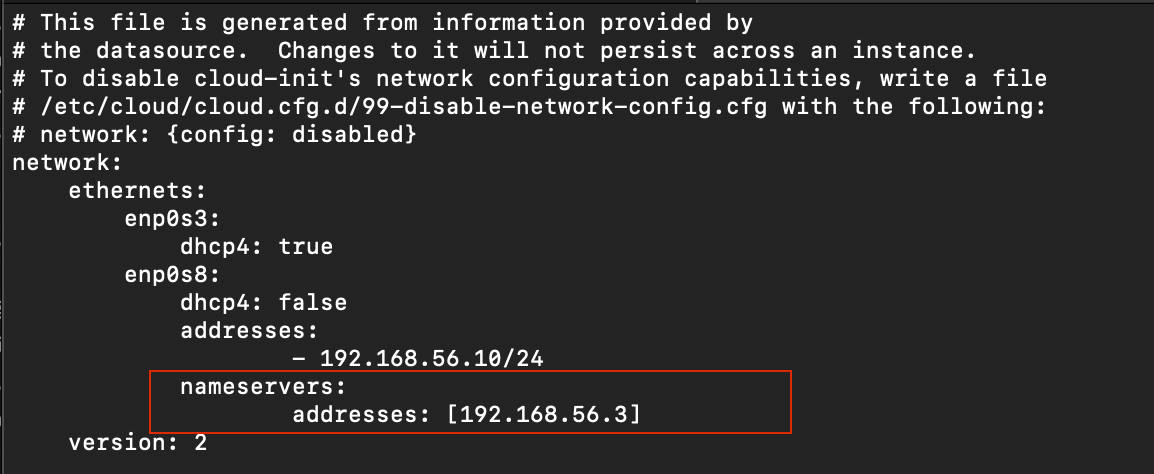 # This file is generated from information provided by
# the datasource.  Changes to it will not persist across an instance.
# To disable cloud-init's network configuration capabilities, write a file
# /etc/cloud/cloud.cfg.d/99-disable-network-config.cfg with the following:
# network: {config: disabled}
network:
    ethernets:
        enp0s3:
            dhcp4: true
        enp0s8:
            dhcp4: false
            addresses:
                    - 192.168.56.10/24
            nameservers:
                    addresses: [192.168.56.3]
    version: 2